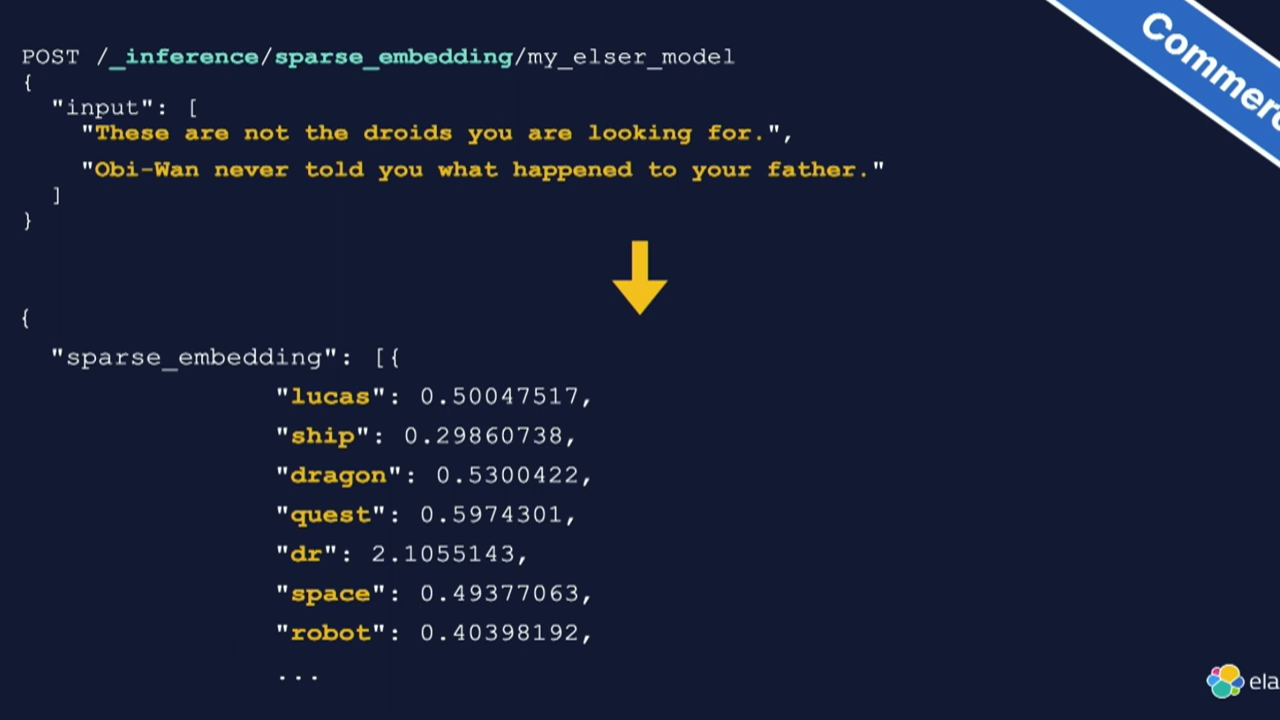 POST /_inference/sparse_embedding/my_elser_model
{
"input": [
"These are not the droids you are looking for.",
"Obi-Wan never told you what happened to your father."
]
}
{
"sparse_embedding": [{
"lucas": 0.50047517,
"ship": 0.29860738,
"dragon": 0.5300422,
"quest": 0.5974301,
"dr": 2.1055143,
"space": 0.49377063,
"robot": 0.40398192,
...
Commerc
ela